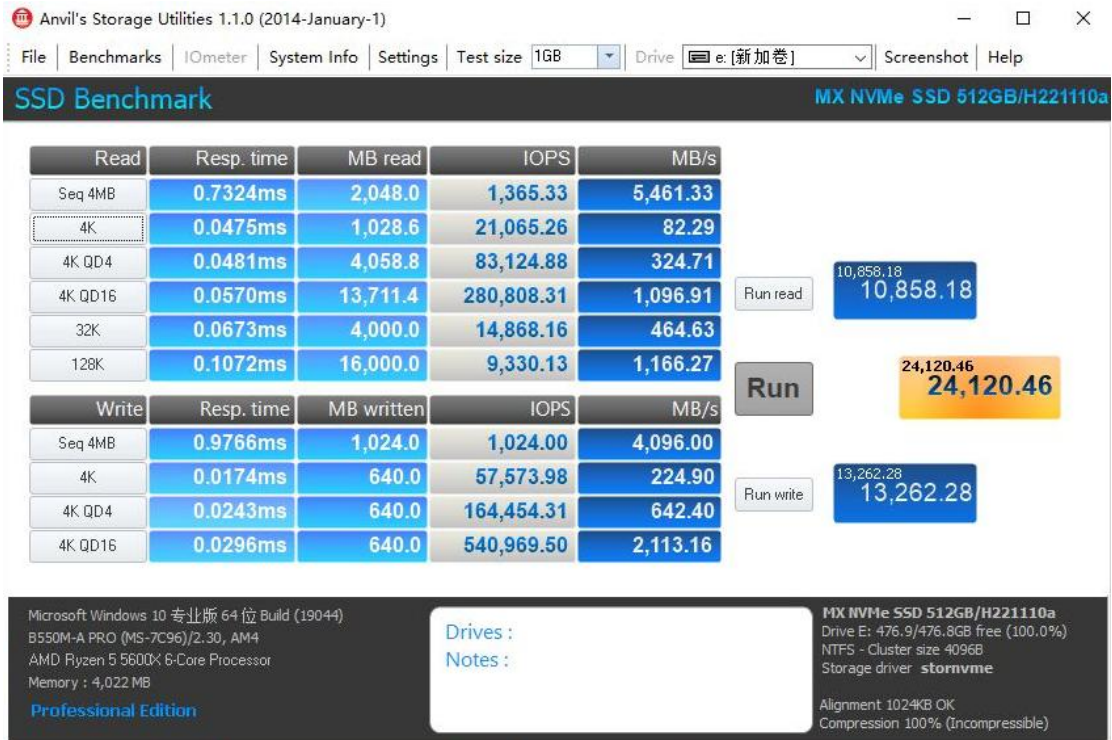 Anvil's Storage Utilities 1.1.0 (2014-January-1)
File Benchmarks IOmeter System Info Settings Test size 1GB Drive e: [新加卷] Screenshot Help
SSD Benchmark MX NVMe SSD 512GB/H221110a
Read Resp. time MB read IOPS MB/s
Seq 4MB 0.7324ms 2,048.0 1,365.33 5,461.33
4K 0.0475ms 1,028.6 21,065.26 82.29
4K QD4 0.0481ms 4,058.8 83,124.88 324.71
4K QD16 0.0570ms 13,711.4 280,808.31 1,096.91
32K 0.0673ms 4,000.0 14,868.16 464.63
128K 0.1072ms 16,000.0 9,330.13 1,166.27
Run read
10,858.18
10,858.18
Run
24,120.46
24,120.46
Write Resp. time MB written IOPS MB/s
Seq 4MB 0.9766ms 1,024.0 1,024.00 4,096.00
4K 0.0174ms 640.0 57,573.98 224.90
4K QD4 0.0243ms 640.0 164,454.31 642.40
4K QD16 0.0296ms 640.0 540,969.50 2,113.16
Run write
13,262.28
13,262.28
Microsoft Windows 10 专业版 64 位 Build (19044)
B550M-A PRO (MS-7C96)/2.30, AM4
AMD Ryzen 5 5600X 6-Core Processor
Memory : 4,022 MB
Professional Edition
Drives :
Notes :
MX NVMe SSD 512GB/H221110a
Drive E: 476.9/476.8GB free (100.0%)
NTFS - Cluster size 4096B
Storage driver stornvme
Alignment 1024KB OK
Compression 100% (Incompressible)